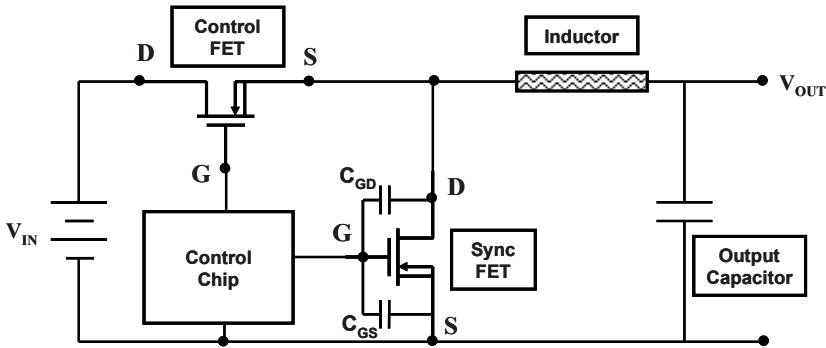 Control
FET
Inductor
D
S
V_OUT
G
C_GD
D
V_IN
Control
Chip
G
Sync
FET
Output
Capacitor
C_GS
S